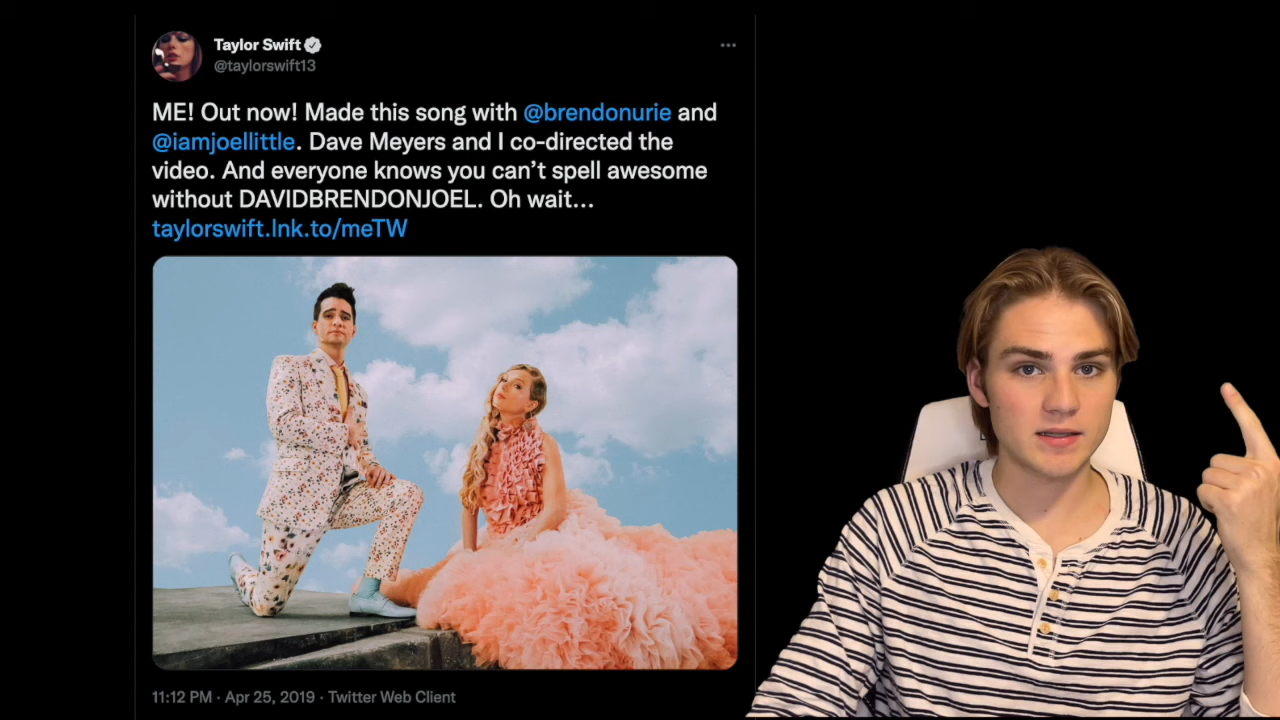 Taylor Swift
@taylorswift13
ME! Out now! Made this song with @brendonurie and
@iamjoellittle. Dave Meyers and I co-directed the
video. And everyone knows you can’t spell awesome
without DAVIDBRENDONJOEL. Oh wait…
taylorswift.lnk.to/meTW
11:12 PM · Apr 25, 2019 · Twitter Web Client